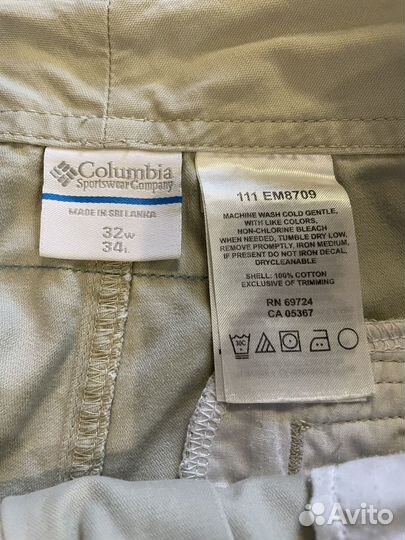 Columbia
Sportswear Company
MADE IN SRI LANKA
32W
34L
111 EM8709
MACHINE WASH COLD GENTLE,
WITH LIKE COLORS,
NON-CHLORINE BLEACH
WHEN NEEDED, TUMBLE DRY LOW,
REMOVE PROMPTLY, IRON MEDIUM,
IF PRESENT DO NOT IRON DECAL,
DRYCLEANABLE
SHELL: 100% COTTON
EXCLUSIVE OF TRIMMING
RN 69724
CA 05367
30C
Avito